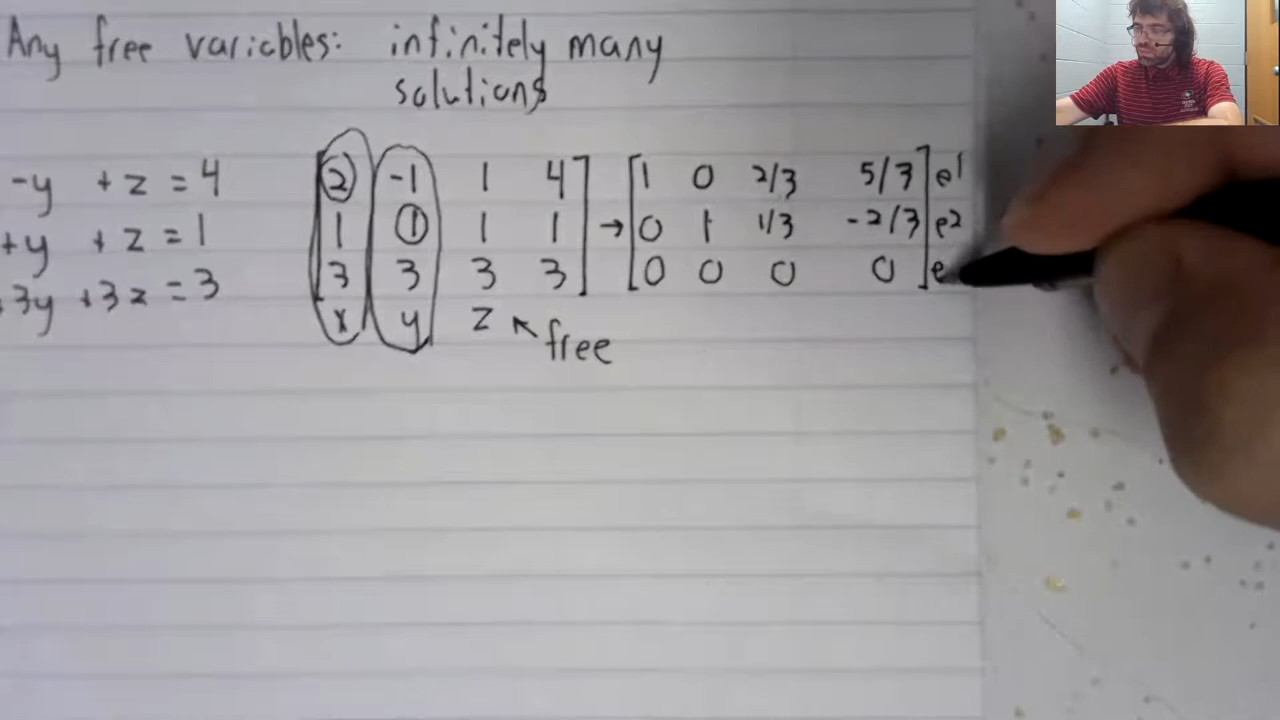 Any free variables: infinitely many
solutions
-y +z = 4
+y +z = 1
+3y +3z = 3
2 -1 1 4
1 1 1 1
3 3 3 3
x y z
free
→
1 0 2/3 5/3 e1
0 1 1/3 -2/3 e2
0 0 0 0 e